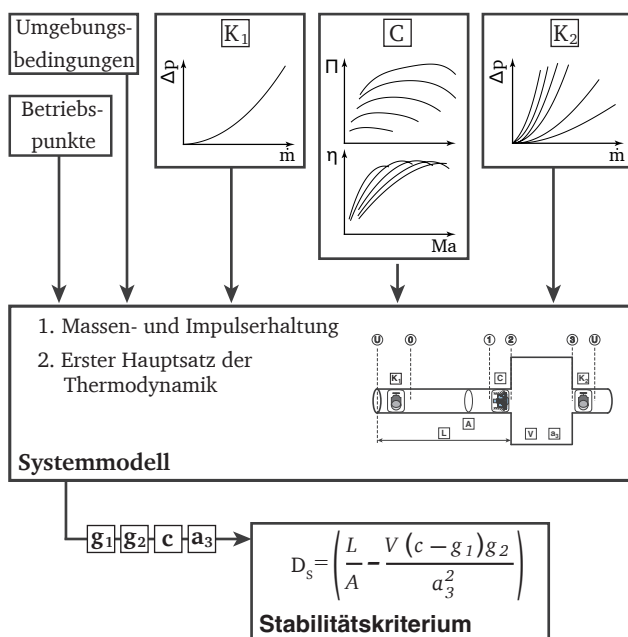 Umgebungs-
bedingungen
Betriebs-
punkte
K₁
Δp
ṁ
C
Π
η
Ma
K₂
Δp
ṁ
1. Massen- und Impulserhaltung
2. Erster Hauptsatz der
Thermodynamik
U 0 1 2 3 U
K₁ C K₂
A
L V a₃
Systemmodell
g₁ g₂ c a₃
Dₛ= ( L/A − V (c – g₁) g₂ / a₃² )
Stabilitätskriterium